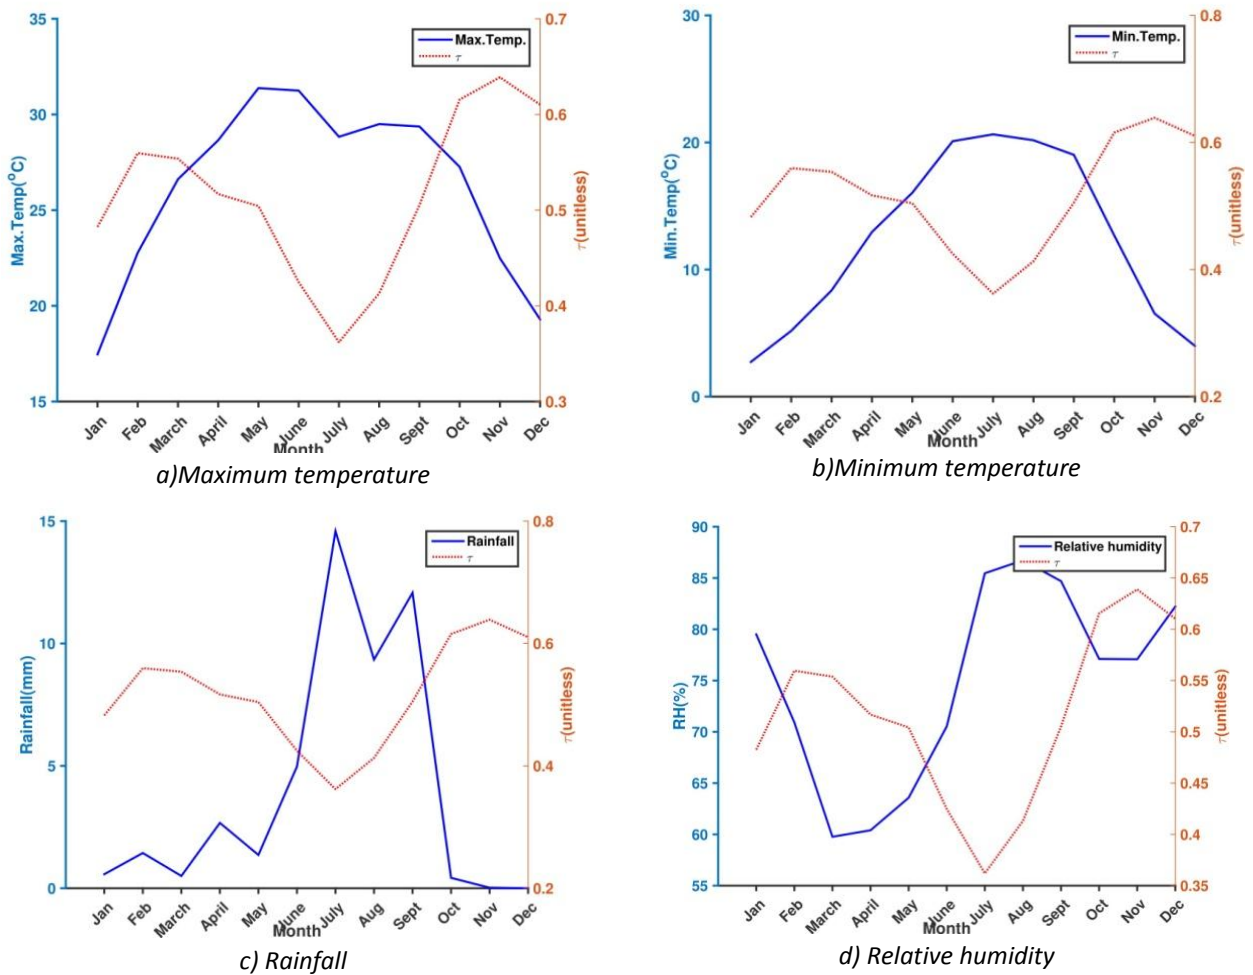 35
30
25
20
15
Max.Temp(°C)
Max.Temp.
τ
0.7
0.6
0.5
0.4
0.3
τ(unitless)
Jan
Feb
March
April
May
June
July
Aug
Sept
Oct
Nov
Dec
Month
a)Maximum temperature
30
20
10
0
Min.Temp(°C)
Min.Temp.
τ
0.8
0.6
0.4
0.2
τ(unitless)
Jan
Feb
March
April
May
June
July
Aug
Sept
Oct
Nov
Dec
Month
b)Minimum temperature
15
10
5
0
Rainfall(mm)
Rainfall
τ
0.8
0.6
0.4
0.2
τ(unitless)
Jan
Feb
March
April
May
June
July
Aug
Sept
Oct
Nov
Dec
Month
c) Rainfall
90
85
80
75
70
65
60
55
RH(%)
Relative humidity
τ
0.7
0.65
0.6
0.55
0.5
0.45
0.4
0.35
τ(unitless)
Jan
Feb
March
April
May
June
July
Aug
Sept
Oct
Nov
Dec
Month
d) Relative humidity